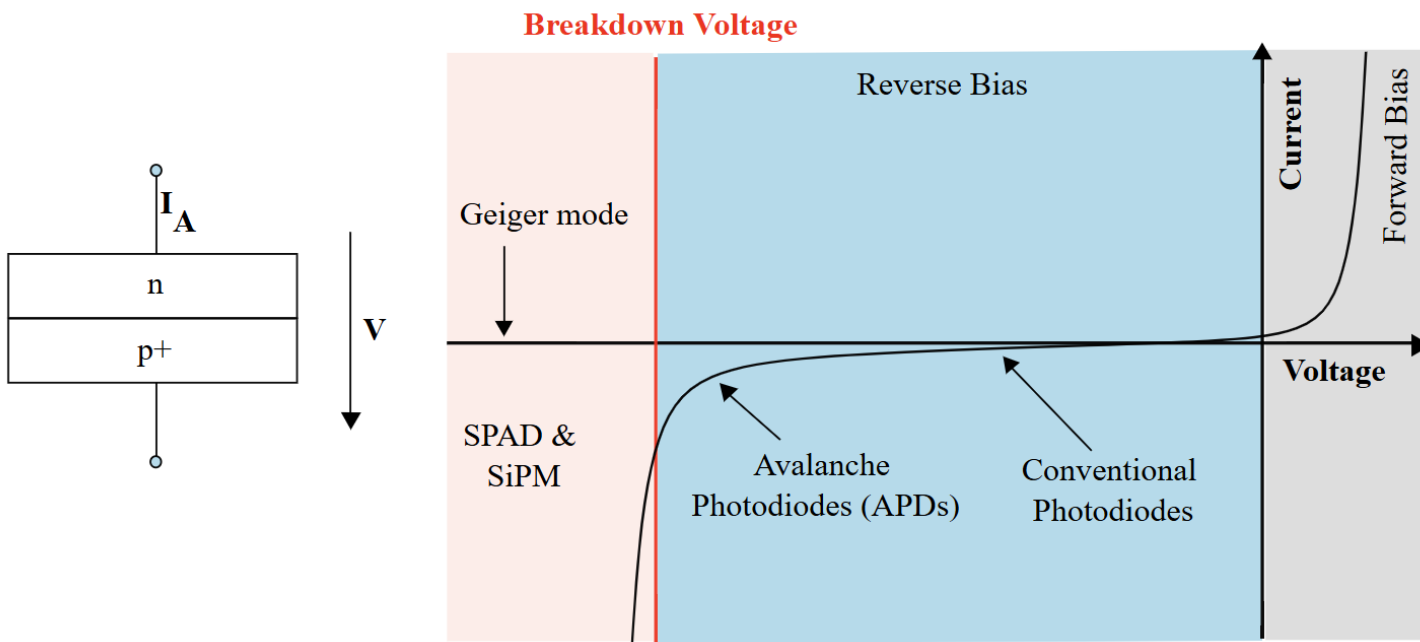 Breakdown Voltage
Reverse Bias
Current
Forward Bias
Geiger mode
I_A
n
p+
V
Voltage
SPAD &
SiPM
Avalanche
Photodiodes (APDs)
Conventional
Photodiodes